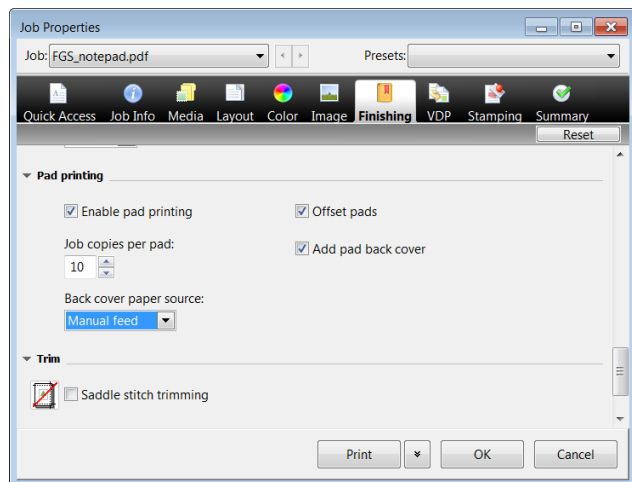 Job Properties
Job: FGS_notepad.pdf Presets:
Quick Access Job Info Media Layout Color Image Finishing VDP Stamping Summary
Reset
Pad printing
Enable pad printing Offset pads
Job copies per pad: Add pad back cover
10
Back cover paper source:
Manual feed
Trim
Saddle stitch trimming
Print OK Cancel